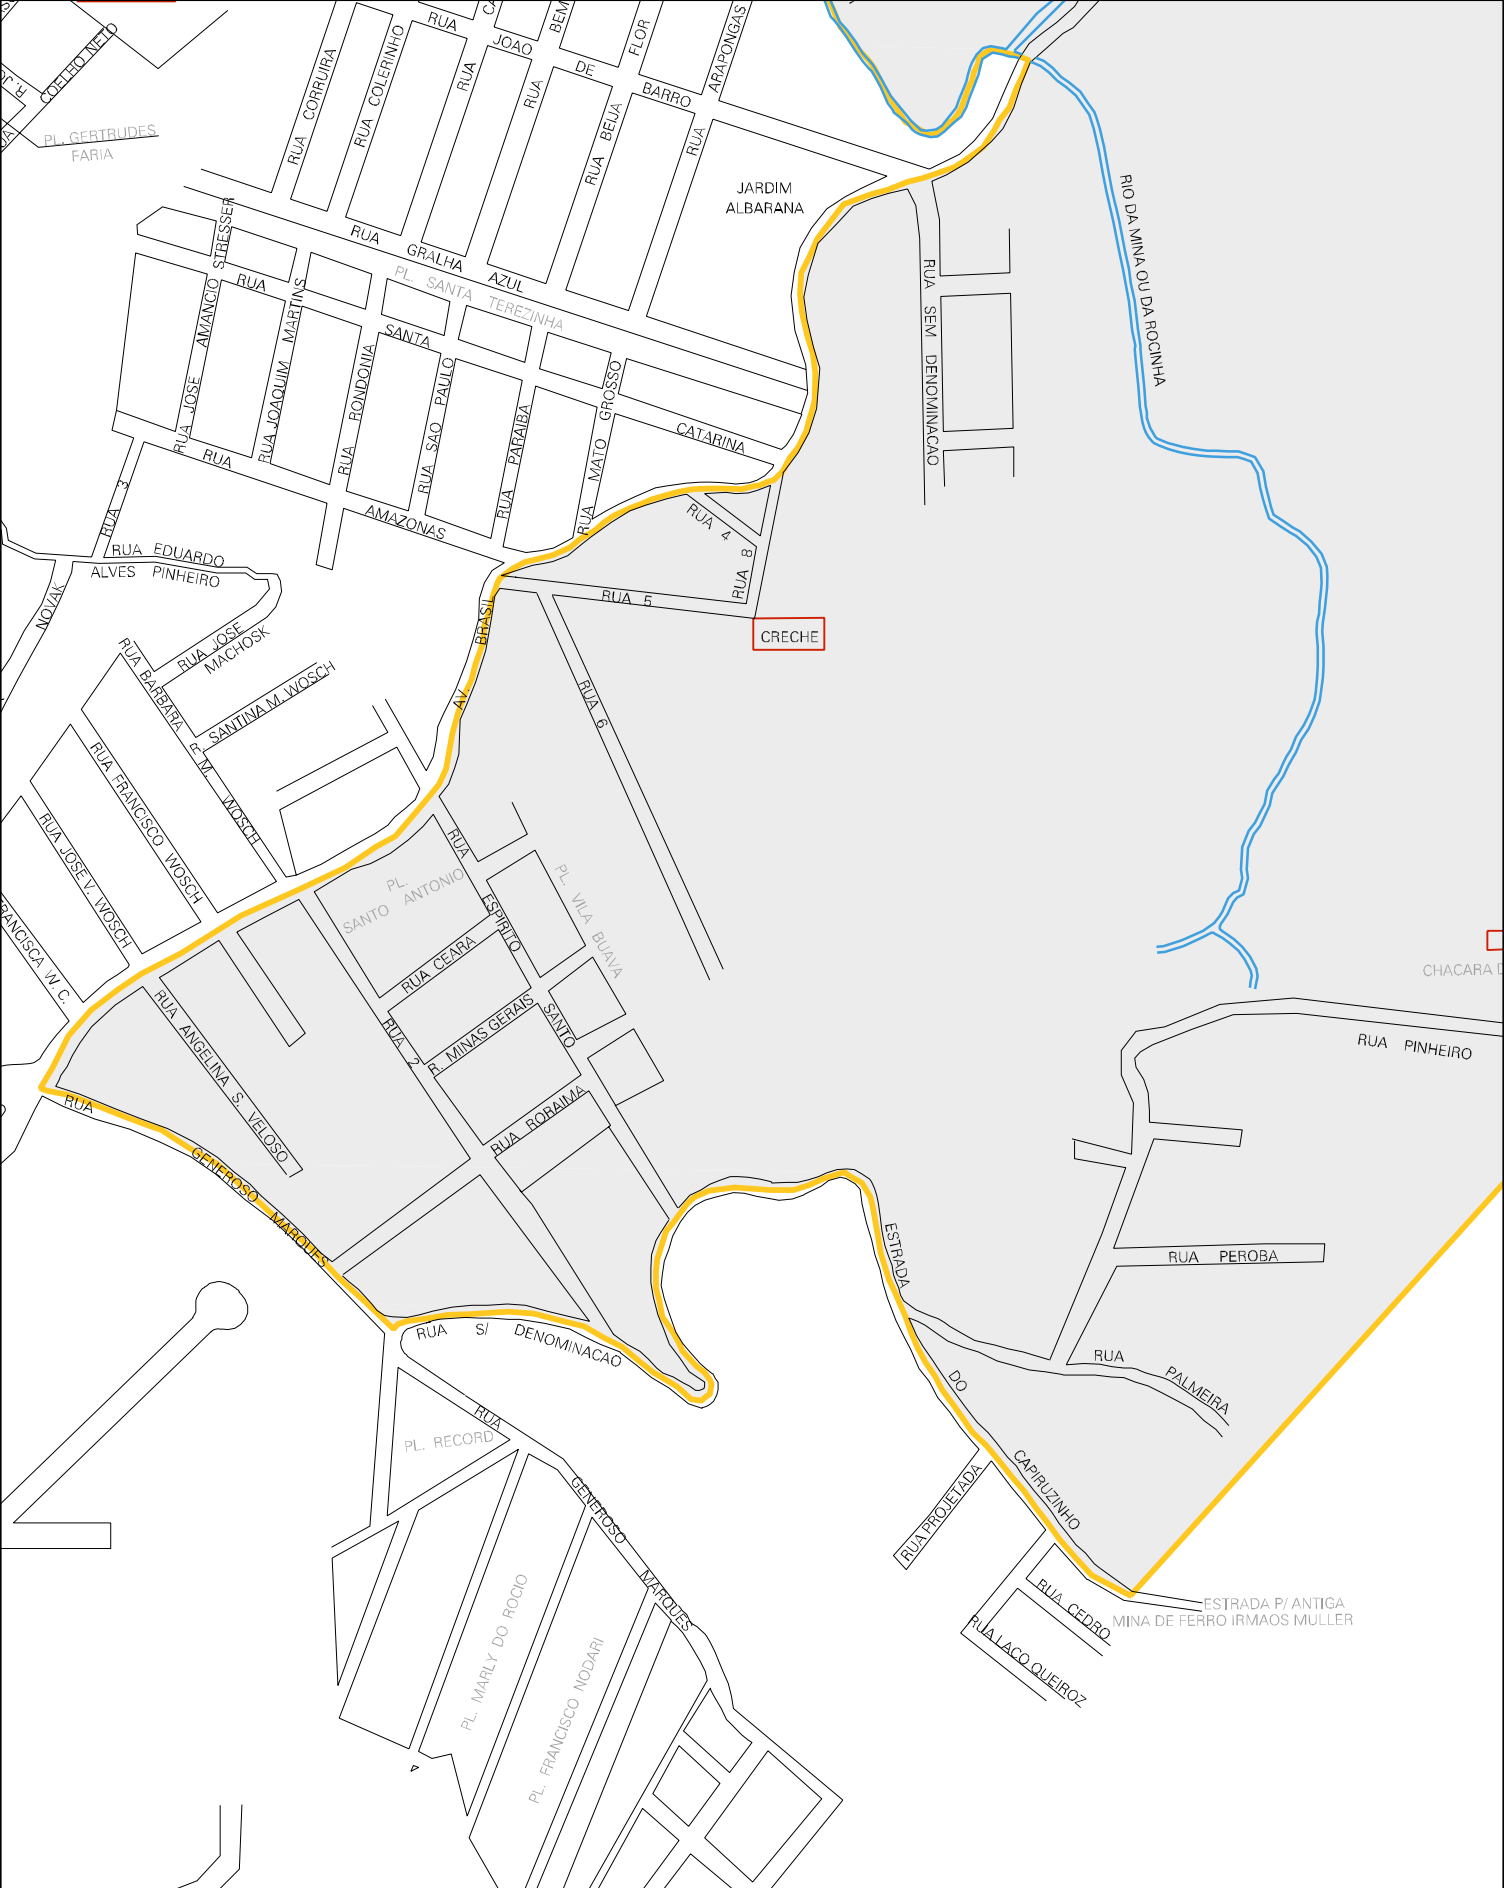 COELHO NETO
R. JO
PL. GERTRUDES
FARIA
RUA CORRUIRA
RUA COLERINHO
RUA JOAO DE BARRO
RUA
RUA
RUA BEIJA FLOR
RUA ARAPONGAS
BEM
JARDIM
ALBARANA
RUA GRALHA AZUL
PL. SANTA TEREZINHA
RUA SANTA CATARINA
RUA JOSE AMANCIO STRESSER
RUA JOAQUIM MARTINS
RUA RONDONIA
RUA SAO PAULO
RUA PARAIBA
RUA MATO GROSSO
RUA AMAZONAS
RUA 3
RUA EDUARDO
ALVES PINHEIRO
NOVAK
RUA JOSE
MACHOSK
RUA BARBARA R. M. WOSCH
SANTINA M. WOSCH
RUA FRANCISCO WOSCH
RUA JOSE V. WOSCH
FRANCISCA W. C.
AV. BRASIL
RUA 4
RUA 8
RUA 5
CRECHE
RUA 6
RUA SEM DENOMINACAO
RIO DA MINA OU DA ROCINHA
PL.
SANTO ANTONIO
PL. VILA BUAVA
RUA ESPIRITO SANTO
RUA CEARA
R. MINAS GERAIS
RUA RORAIMA
RUA 2
RUA ANGELINA S. VELOSO
RUA GENEROSO MARQUES
RUA S/ DENOMINACAO
CHACARA D
RUA PINHEIRO
RUA PEROBA
RUA PALMEIRA
ESTRADA DO CAPIRUZINHO
RUA PROJETADA
RUA CEDRO
RUA LACO QUEIROZ
ESTRADA P/ ANTIGA
MINA DE FERRO IRMAOS MULLER
PL. RECORD
RUA GENEROSO MARQUES
PL. MARLY DO ROCIO
PL. FRANCISCO NODARI